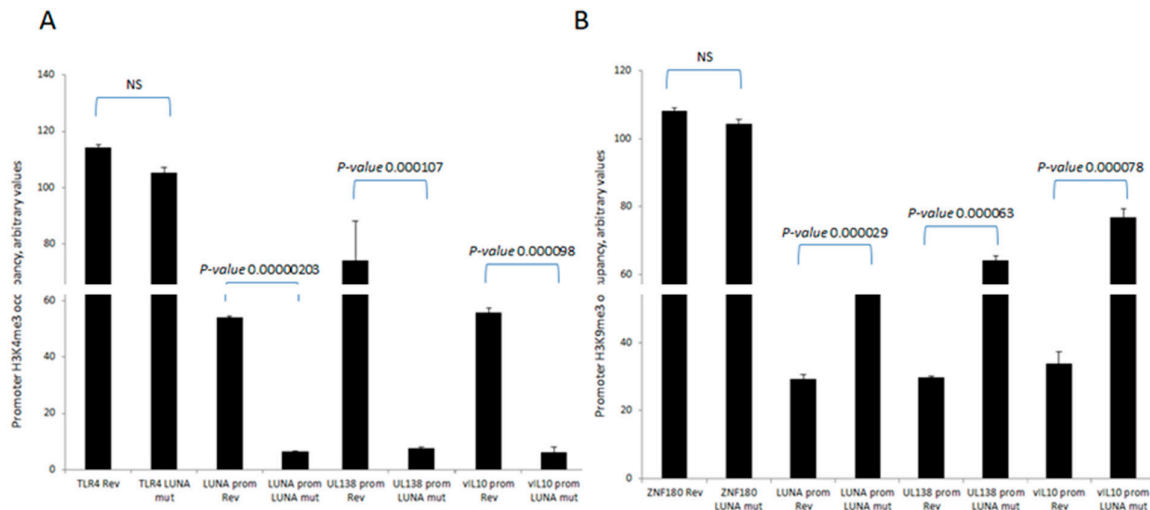 A
B
Promoter H3K4me3 occ pancy, arbitrary values
140
120
100
80
60
40
20
0
NS
P-value 0.00000203
P-value 0.000107
P-value 0.000098
TLR4 Rev
TLR4 LUNA
mut
LUNA prom
Rev
LUNA prom
LUNA mut
UL138 prom
Rev
UL138 prom
LUNA mut
vIL10 prom
Rev
vIL10 prom
LUNA mut
Promoter H3K9me3 o cupancy, arbitrary values
120
100
80
60
40
20
0
NS
P-value 0.000029
P-value 0.000063
P-value 0.000078
ZNF180 Rev
ZNF180
LUNA mut
LUNA prom
Rev
LUNA prom
LUNA mut
UL138 prom
Rev
UL138 prom
LUNA mut
vIL10 prom
Rev
vIL10 prom
LUNA mut